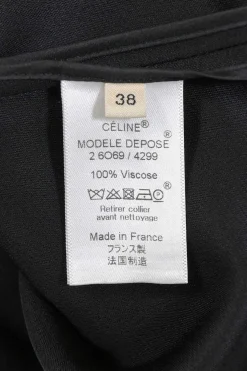 38
CÉLINE®
MODELE DEPOSE®
2 6O69 / 4299
100% Viscose
Retirer collier
avant nettoyage
Made in France
フランス製
法国制造